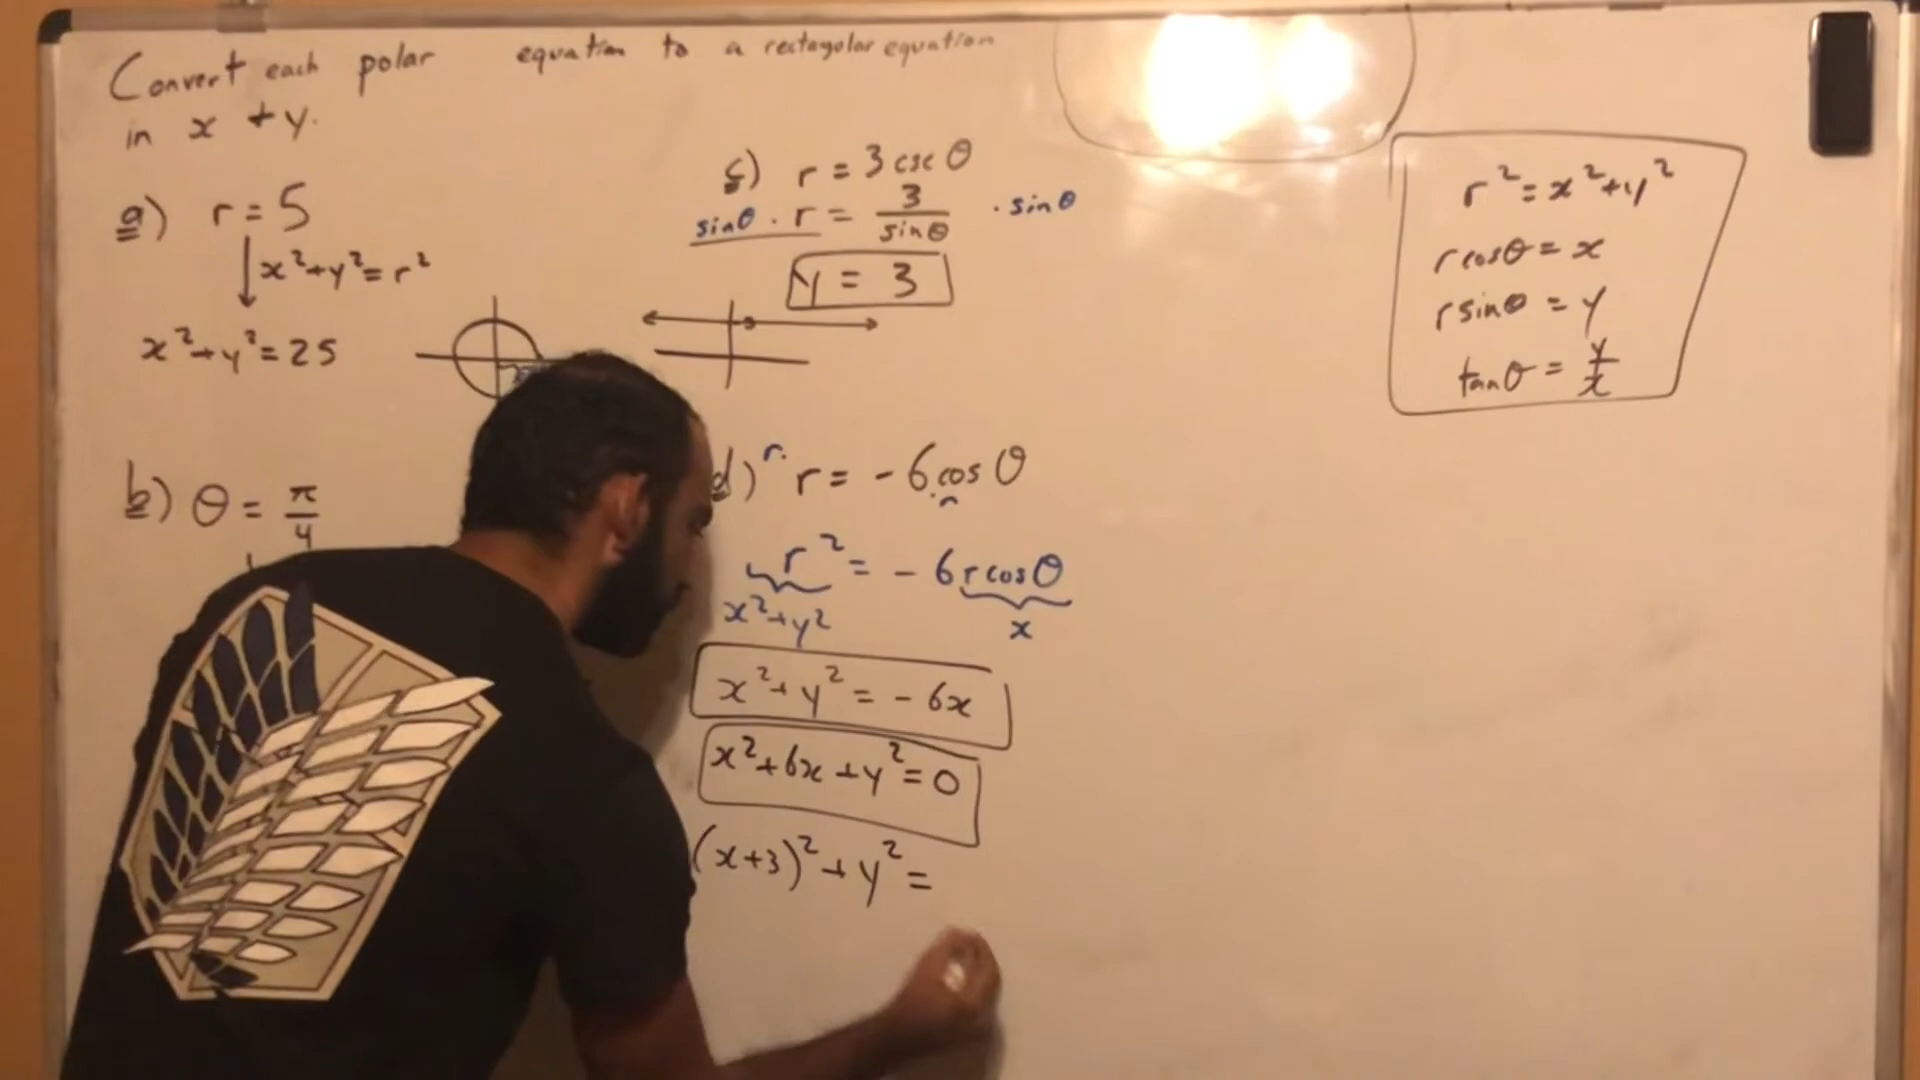 Convert each polar equation to a rectagolar equation
in x + y.
a) r = 5
x²+y²=r²
x²+y²=25
b) θ = π/4
c) r = 3 csc θ
sinθ · r = 3/sinθ · sinθ
y = 3
d) r· r = -6 cos θ ·r
r² = -6 r cosθ
x²+y² x
x²+y² = -6x
x²+6x+y²=0
(x+3)²+y²=
r²=x²+y²
r cosθ = x
r sinθ = y
tanθ = y/x